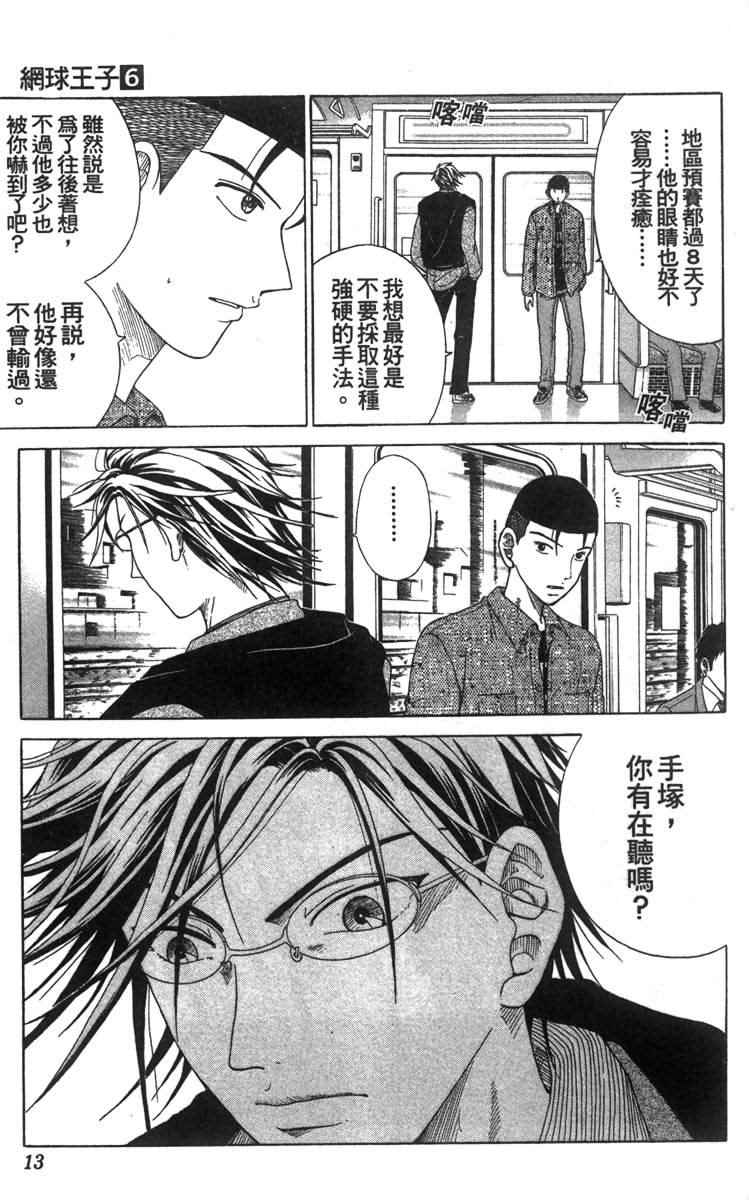 網球王子6
喀噹
地區預賽都過8天了
……他的眼睛也好不
容易才痊癒……
我想最好是
不要採取這種
強硬的手法。
喀噹
雖然說是
為了往後著想，
不過他多少也
被你嚇到了吧？
再說，
他好像還
不曾輸過。
………
手塚，
你有在聽嗎？
13